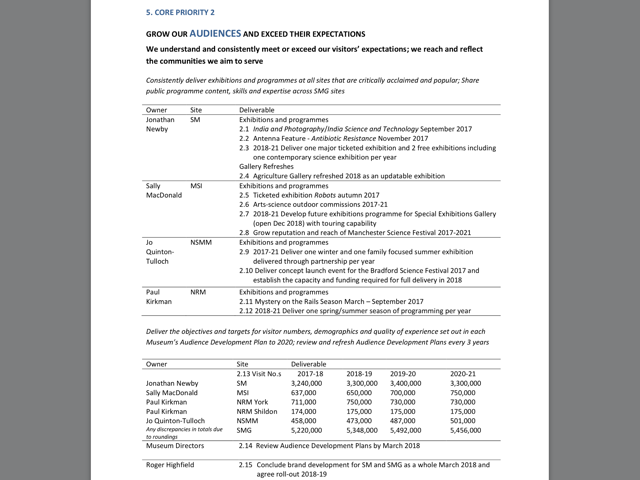 5. CORE PRIORITY 2
GROW OUR AUDIENCES AND EXCEED THEIR EXPECTATIONS
We understand and consistently meet or exceed our visitors' expectations; we reach and reflect
the communities we aim to serve
Consistently deliver exhibitions and programmes at all sites that are critically acclaimed and popular; Share
public programme content, skills and expertise across SMG sites
Owner Site Deliverable
Jonathan SM Exhibitions and programmes
Newby 2.1 India and Photography/India Science and Technology September 2017
2.2 Antenna Feature - Antibiotic Resistance November 2017
2.3 2018-21 Deliver one major ticketed exhibition and 2 free exhibitions including
one contemporary science exhibition per year
Gallery Refreshes
2.4 Agriculture Gallery refreshed 2018 as an updatable exhibition
Sally MSI Exhibitions and programmes
MacDonald 2.5 Ticketed exhibition Robots autumn 2017
2.6 Arts-science outdoor commissions 2017-21
2.7 2018-21 Develop future exhibitions programme for Special Exhibitions Gallery
(open Dec 2018) with touring capability
2.8 Grow reputation and reach of Manchester Science Festival 2017-2021
Jo NSMM Exhibitions and programmes
Quinton- 2.9 2017-21 Deliver one winter and one family focused summer exhibition
Tulloch delivered through partnership per year
2.10 Deliver concept launch event for the Bradford Science Festival 2017 and
establish the capacity and funding required for full delivery in 2018
Paul NRM Exhibitions and programmes
Kirkman 2.11 Mystery on the Rails Season March – September 2017
2.12 2018-21 Deliver one spring/summer season of programming per year
Deliver the objectives and targets for visitor numbers, demographics and quality of experience set out in each
Museum's Audience Development Plan to 2020; review and refresh Audience Development Plans every 3 years
Owner Site Deliverable
2.13 Visit No.s 2017-18 2018-19 2019-20 2020-21
Jonathan Newby SM 3,240,000 3,300,000 3,400,000 3,300,000
Sally MacDonald MSI 637,000 650,000 700,000 750,000
Paul Kirkman NRM York 711,000 750,000 730,000 730,000
Paul Kirkman NRM Shildon 174,000 175,000 175,000 175,000
Jo Quinton-Tulloch NSMM 458,000 473,000 487,000 501,000
Any discrepancies in totals due SMG 5,220,000 5,348,000 5,492,000 5,456,000
to roundings
Museum Directors 2.14 Review Audience Development Plans by March 2018
Roger Highfield 2.15 Conclude brand development for SM and SMG as a whole March 2018 and
agree roll-out 2018-19